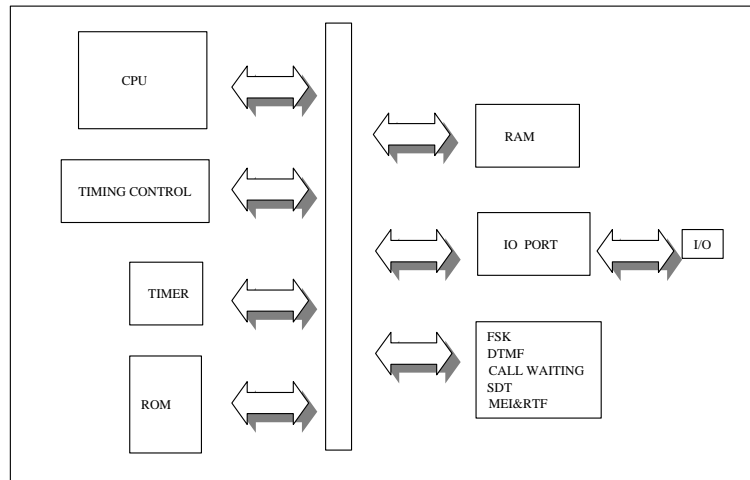 CPU
TIMING CONTROL
TIMER
ROM
RAM
IO PORT
I/O
FSK
DTMF
CALL WAITING
SDT
MEI&RTF